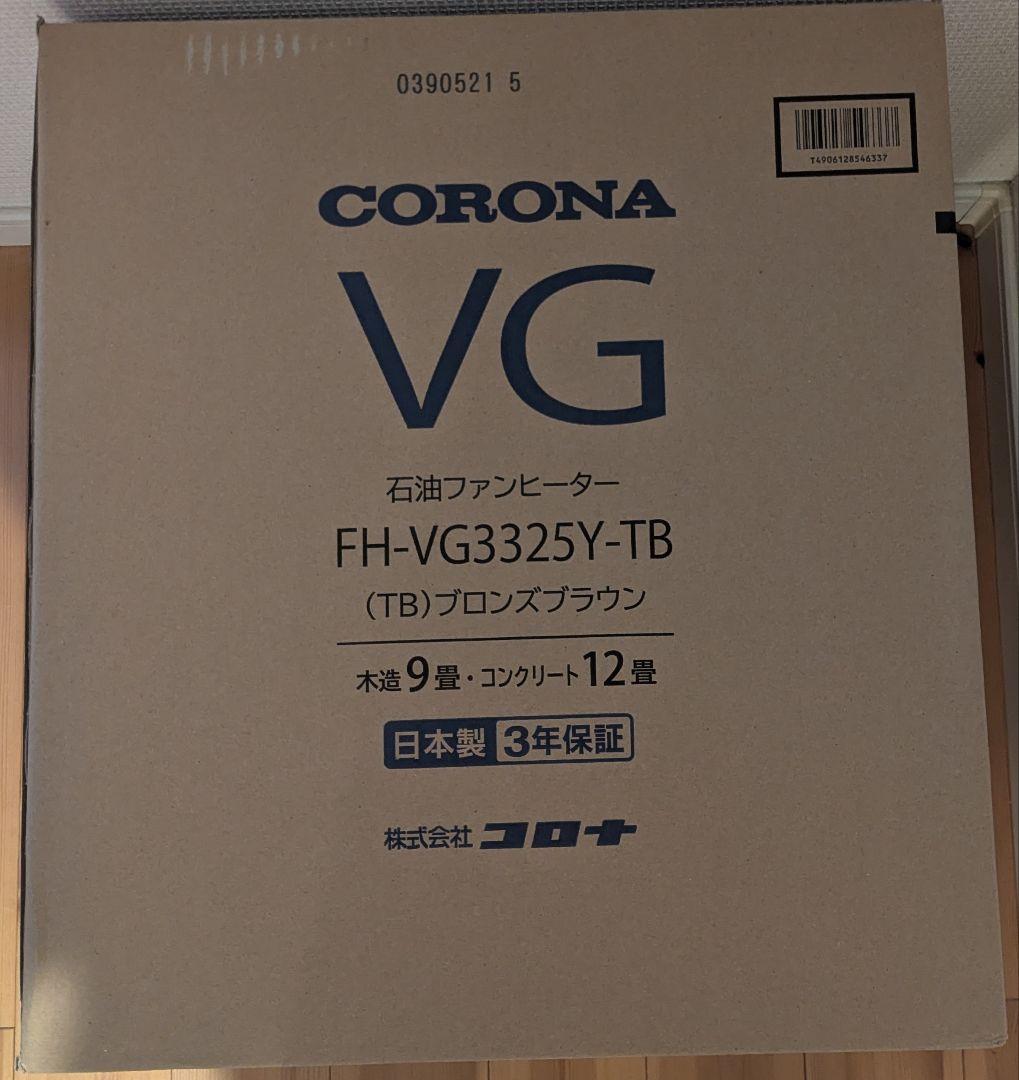 0390521 5
T4906128546337
CORONA
VG
石油ファンヒーター
FH-VG3325Y-TB
(TB)ブロンズブラウン
木造9畳・コンクリート12畳
日本製 3年保証
株式会社 コロナ